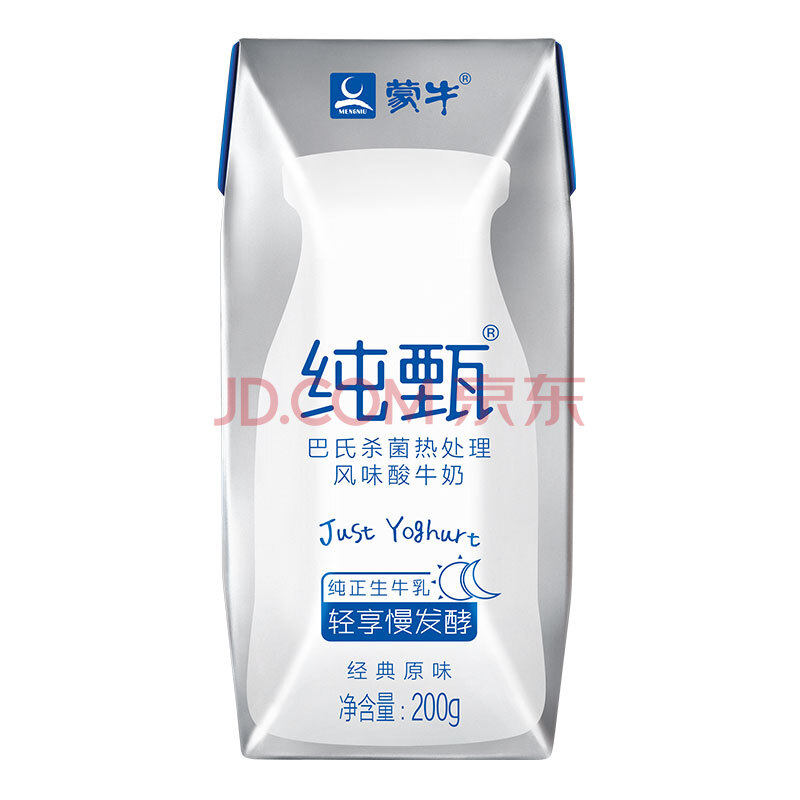 MENGNIU
蒙牛®
纯甄®
JD.COM 京东
巴氏杀菌热处理
风味酸牛奶
Just Yoghurt
纯正生牛乳
轻享慢发酵
经典原味
净含量：200g